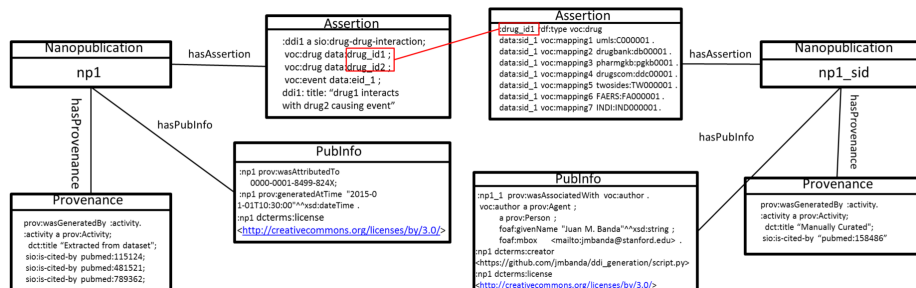 Nanopublication
np1
hasAssertion
Assertion
:ddi1 a sio:drug-drug-interaction;
voc:drug data:drug_id1 ;
voc:drug data:drug_id2 ;
voc:event data:eid_1 ;
ddi1: title: “drug1 interacts
with drug2 causing event”
Assertion
:drug_id1 df:type voc:drug
data:sid_1 voc:mapping1 umls:C000001 .
data:sid_1 voc:mapping2 drugbank:db00001 .
data:sid_1 voc:mapping3 pharmgkb:pgkb0001 .
data:sid_1 voc:mapping4 drugscom:ddc00001 .
data:sid_1 voc:mapping5 twosides:TW000001 .
data:sid_1 voc:mapping6 FAERS:FA000001 .
data:sid_1 voc:mapping7 INDI:IND000001 .
hasAssertion
Nanopublication
np1_sid
hasProvenance
hasPubInfo
hasPubInfo
hasProvenance
PubInfo
:np1 prov:wasAttributedTo
0000-0001-8499-824X;
:np1 prov:generatedAtTime "2015-0
1-01T10:30:00"^^xsd:dateTime .
:np1 dcterms:license
<http://creativecommons.org/licenses/by/3.0/>
Provenance
prov:wasGeneratedBy :activity.
:activity a prov:Activity;
dct:title “Extracted from dataset”;
sio:is-cited-by pubmed:115124;
sio:is-cited-by pubmed:481521;
sio:is-cited-by pubmed:789362;
PubInfo
:np1_1 prov:wasAssociatedWith voc:author .
voc:author a prov:Agent ;
a prov:Person ;
foaf:givenName "Juan M. Banda"^^xsd:string ;
foaf:mbox <mailto:jmbanda@stanford.edu> .
:np1 dcterms:creator
<https://github.com/jmbanda/ddi_generation/script.py>
:np1 dcterms:license
<http://creativecommons.org/licenses/by/3.0/>
Provenance
prov:wasGeneratedBy :activity.
:activity a prov:Activity;
dct:title “Manually Curated”;
sio:is-cited-by “pubmed:158486”